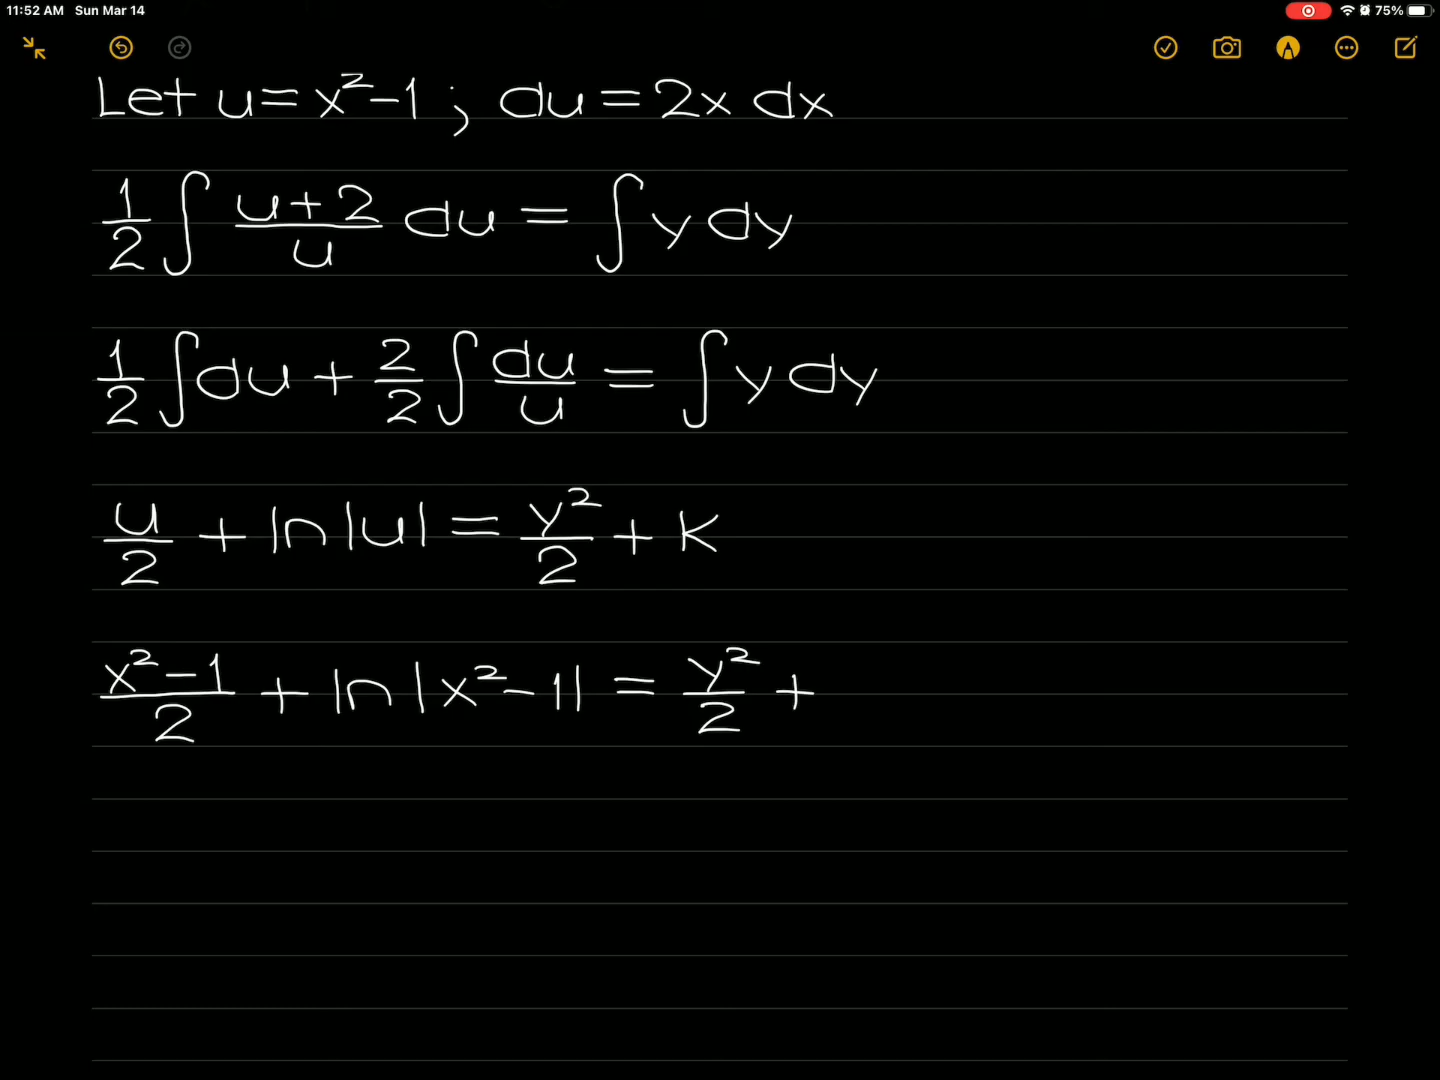 11:52 AM Sun Mar 14 75%
Let u = x² - 1 ; du = 2x dx
1/2 ∫ (u + 2)/u du = ∫ y dy
1/2 ∫ du + 2/2 ∫ du/u = ∫ y dy
u/2 + ln |u| = y²/2 + K
(x² - 1)/2 + ln |x² - 1| = y²/2 +